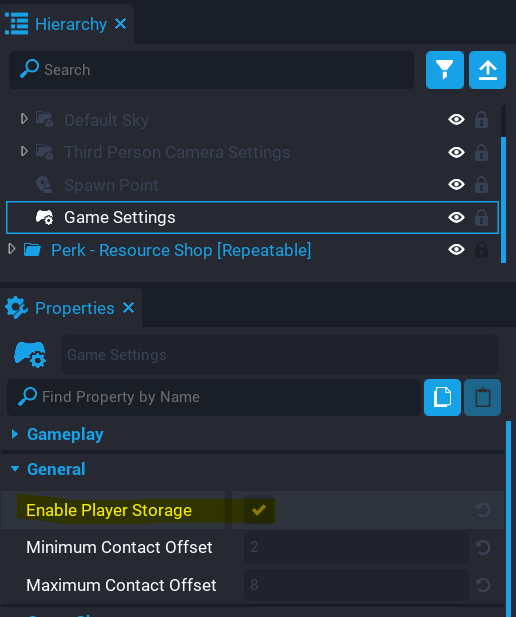 Hierarchy
Search
Default Sky
Third Person Camera Settings
Spawn Point
Game Settings
Perk - Resource Shop [Repeatable]
Properties
Game Settings
Find Property by Name
Gameplay
General
Enable Player Storage
Minimum Contact Offset 2
Maximum Contact Offset 8